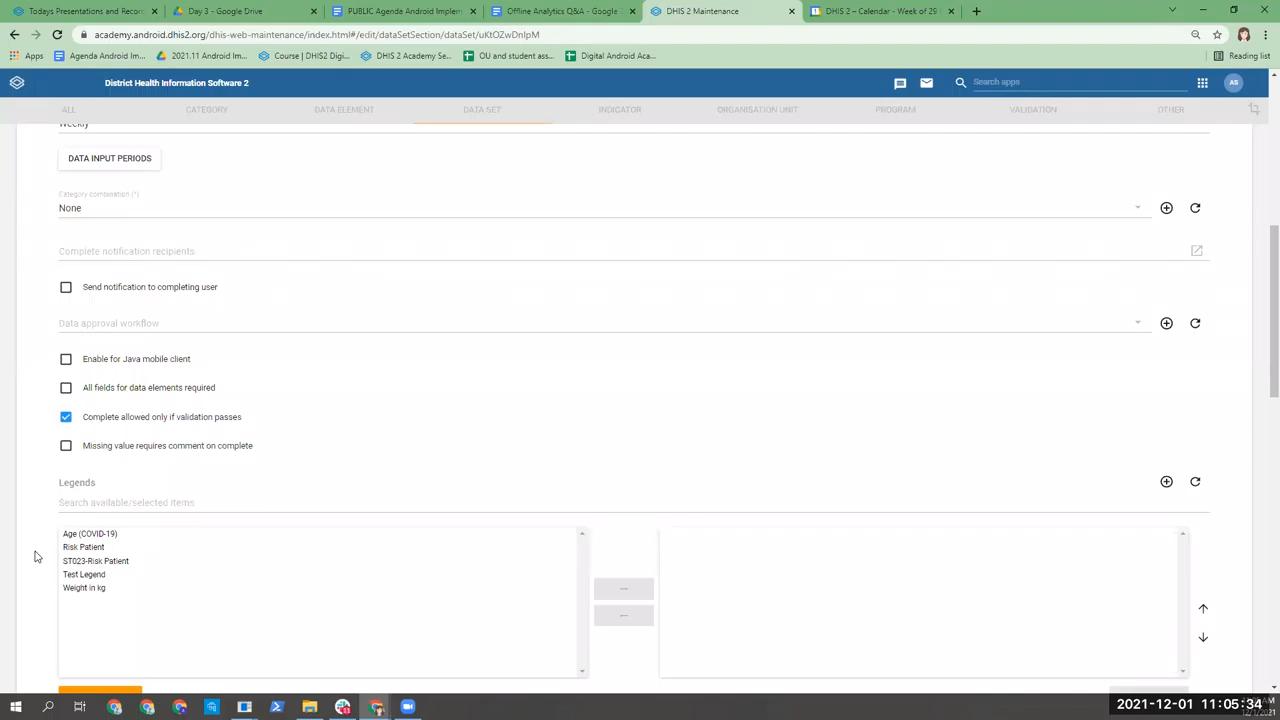 Todays Presentations and Record
Day 3 - Google Drive
PUBLIC Agenda Android Implem
Offline Analytics Q&A - Google
DHIS 2 Maintenance
DHIS 2 – Calendar - Week of 29
academy.android.dhis2.org/dhis-web-maintenance/index.html#/edit/dataSetSection/dataSet/uKtOZwDnIpM
Apps
Agenda Android Im...
2021.11 Android Im...
Course | DHIS2 Digi...
DHIS 2 Academy Se...
OU and student ass...
Digital Android Aca...
Reading list
District Health Information Software 2
Search apps
AS
ALL
CATEGORY
DATA ELEMENT
DATA SET
INDICATOR
ORGANISATION UNIT
PROGRAM
VALIDATION
OTHER
Weekly
DATA INPUT PERIODS
Category combination (*)
None
Complete notification recipients
Send notification to completing user
Data approval workflow
Enable for Java mobile client
All fields for data elements required
Complete allowed only if validation passes
Missing value requires comment on complete
Legends
Search available/selected items
Age (COVID-19)
Risk Patient
ST023-Risk Patient
Test Legend
Weight in kg
2021-12-01 11:05:34